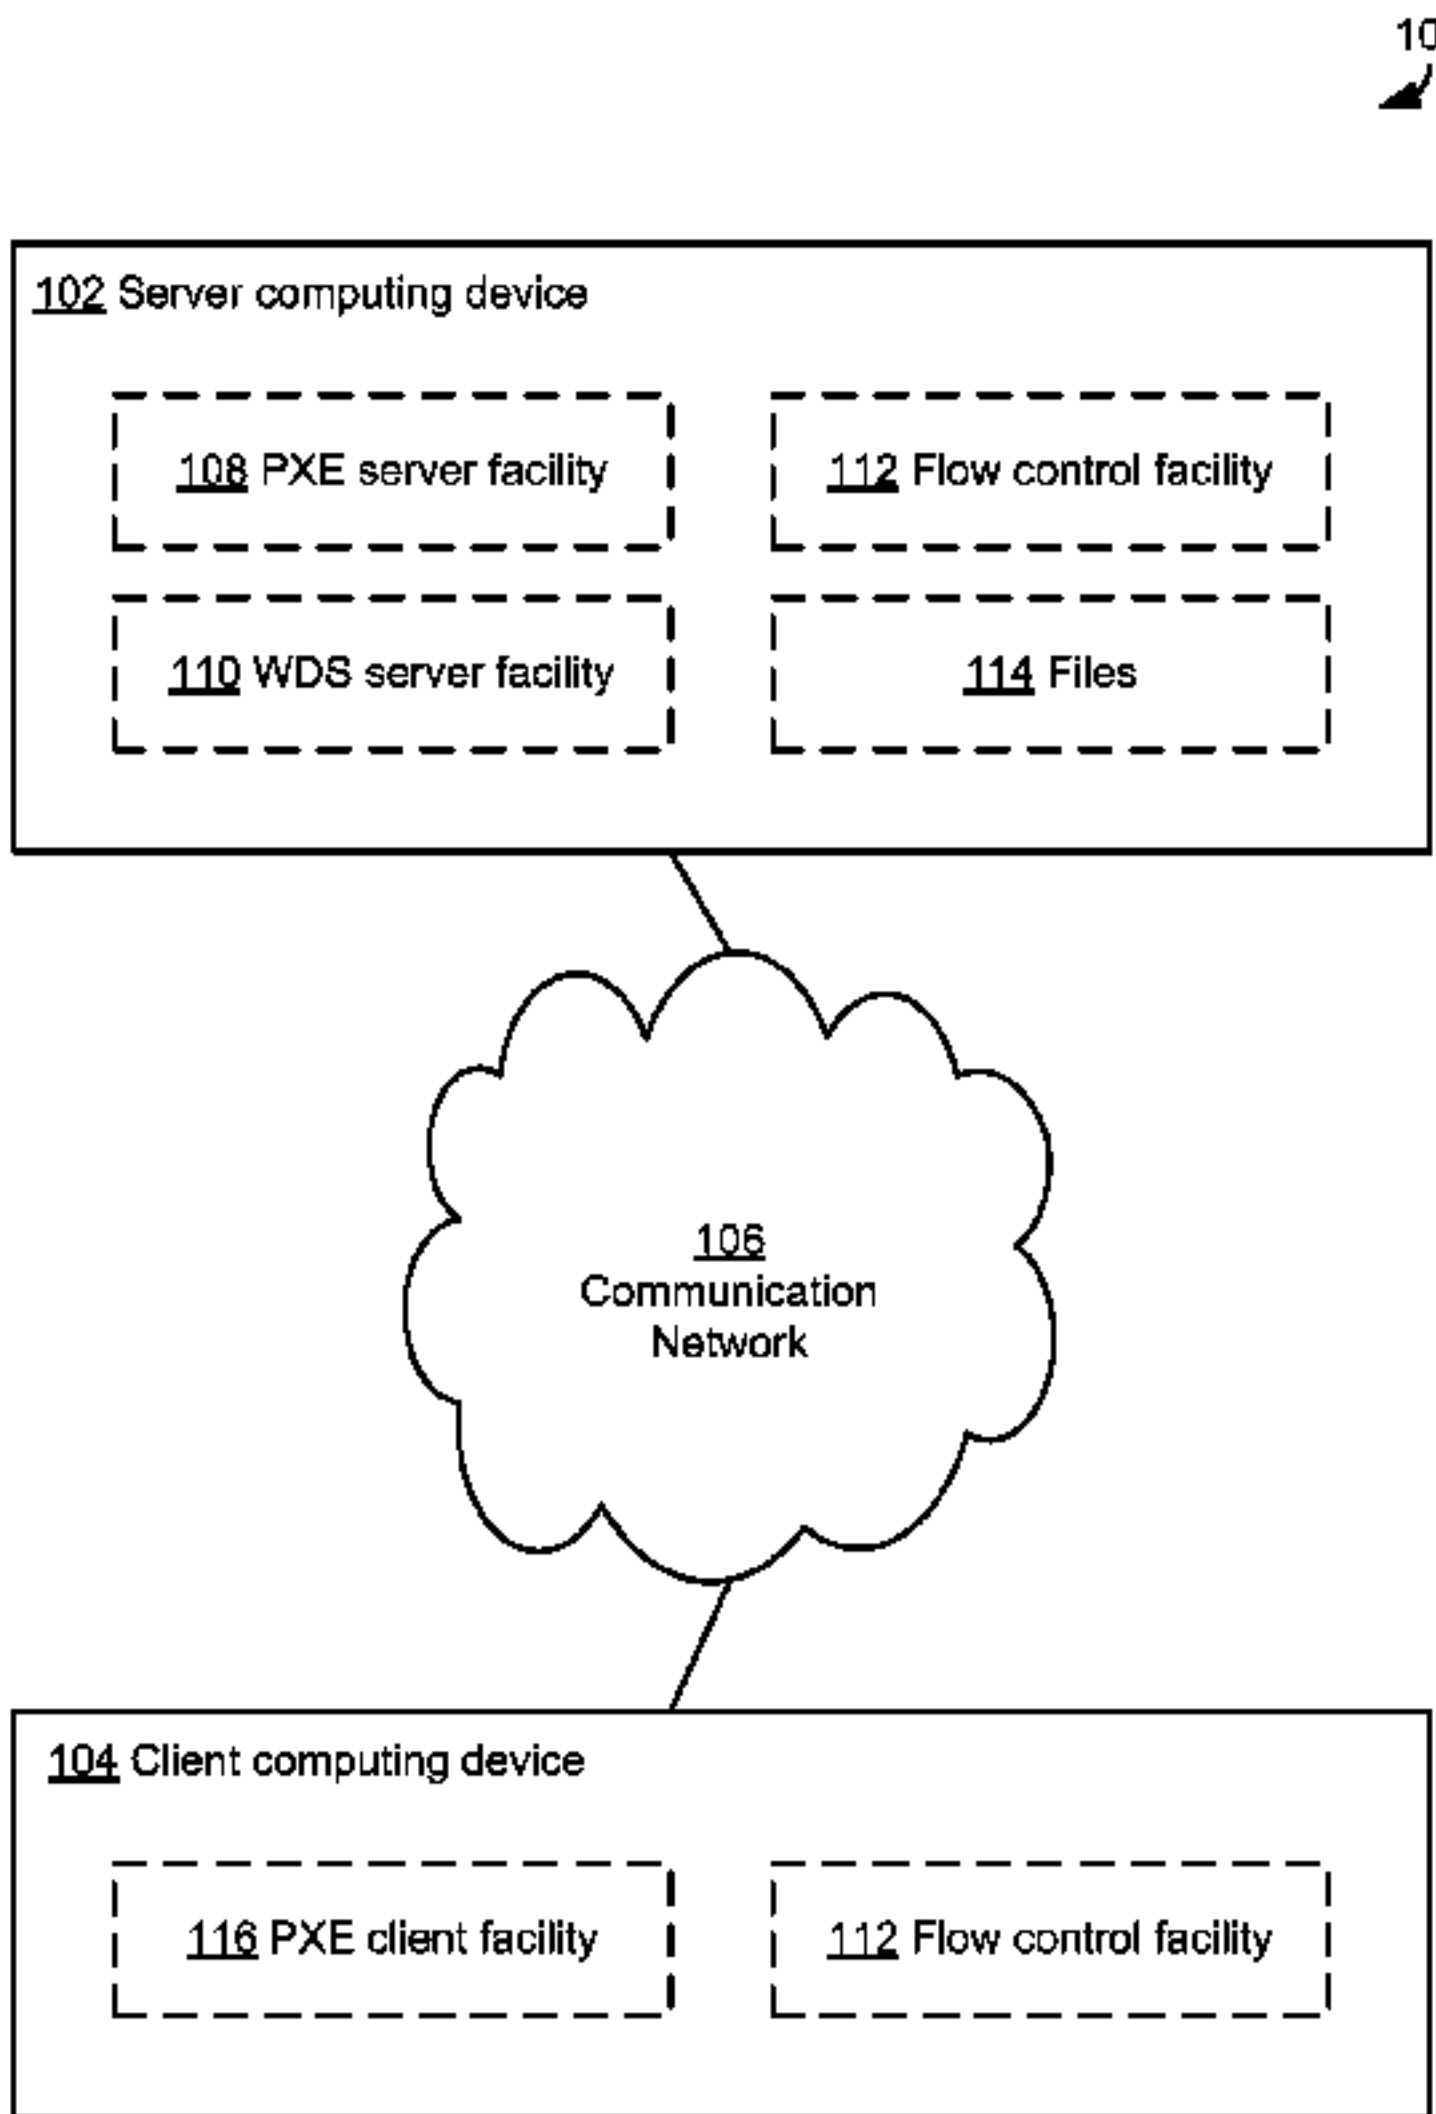 10
102 Server computing device
108 PXE server facility
112 Flow control facility
110 WDS server facility
114 Files
106
Communication
Network
104 Client computing device
116 PXE client facility
112 Flow control facility